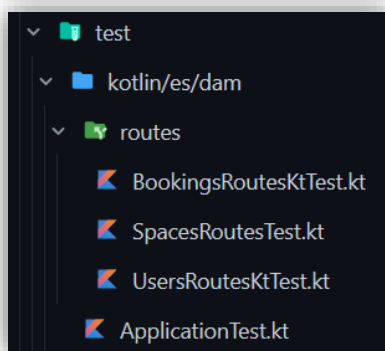 test
kotlin/es/dam
routes
BookingsRoutesKtTest.kt
SpacesRoutesTest.kt
UsersRoutesKtTest.kt
ApplicationTest.kt